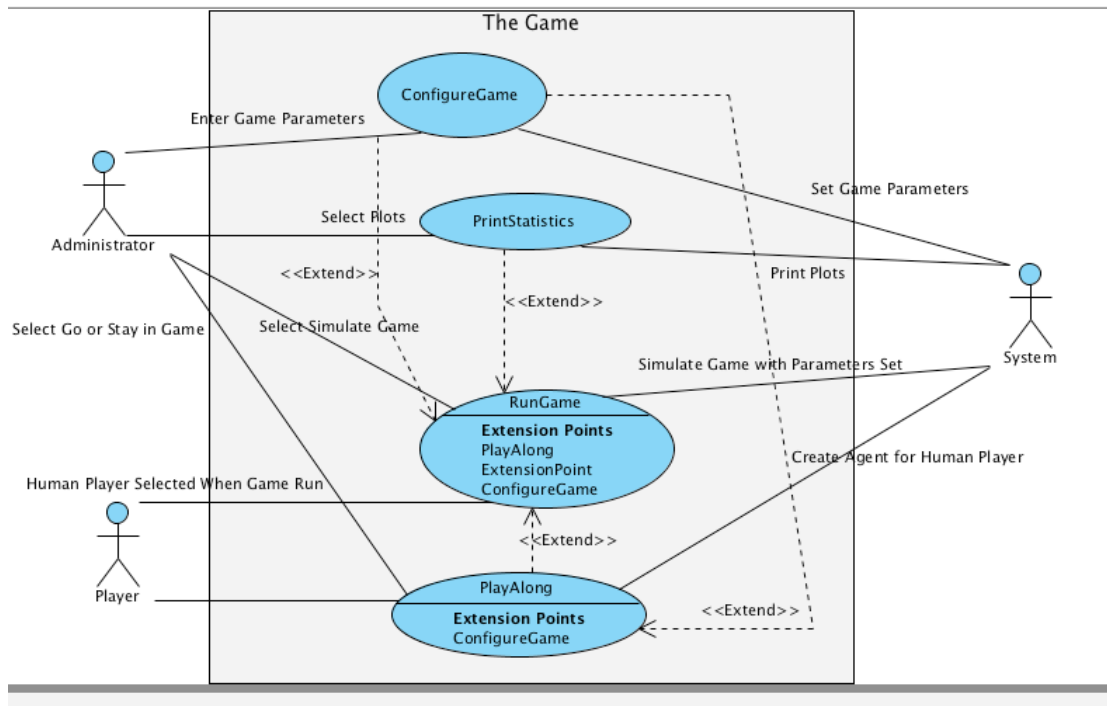 The Game
ConfigureGame
Enter Game Parameters
Set Game Parameters
Select Plots
PrintStatistics
Administrator
<<Extend>>
Print Plots
<<Extend>>
Select Go or Stay in Game
Select Simulate Game
System
Simulate Game with Parameters Set
RunGame
Extension Points
PlayAlong
ExtensionPoint
ConfigureGame
Create Agent for Human Player
Human Player Selected When Game Run
<<Extend>>
Player
PlayAlong
Extension Points
ConfigureGame
<<Extend>>